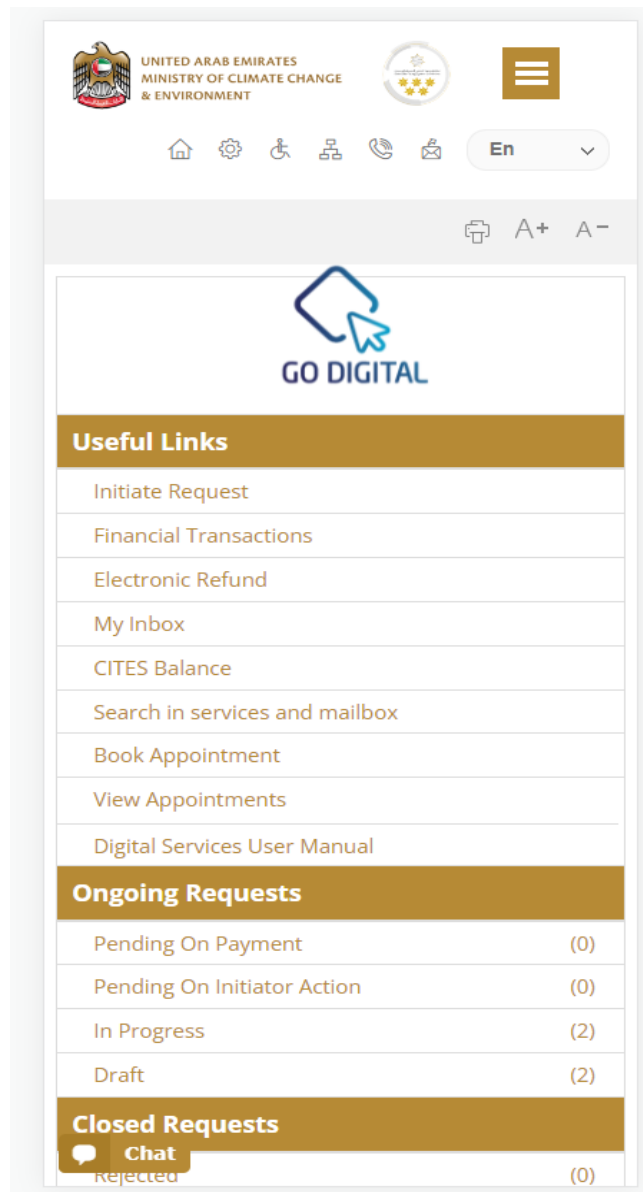 UNITED ARAB EMIRATES
MINISTRY OF CLIMATE CHANGE
& ENVIRONMENT
En
A+ A-
GO DIGITAL
Useful Links
Initiate Request
Financial Transactions
Electronic Refund
My Inbox
CITES Balance
Search in services and mailbox
Book Appointment
View Appointments
Digital Services User Manual
Ongoing Requests
Pending On Payment (0)
Pending On Initiator Action (0)
In Progress (2)
Draft (2)
Closed Requests
Chat
Rejected (0)